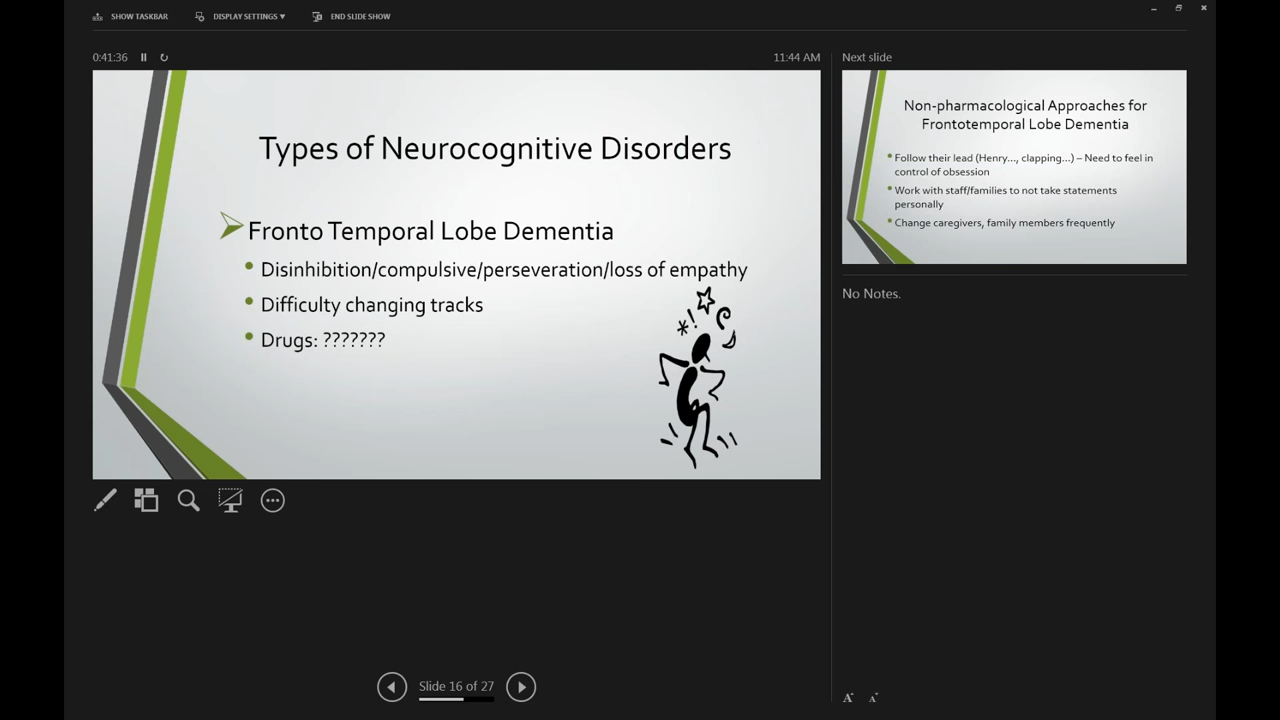 SHOW TASKBAR
DISPLAY SETTINGS ▼
END SLIDE SHOW
0:41:36
11:44 AM
Types of Neurocognitive Disorders
Fronto Temporal Lobe Dementia
Disinhibition/compulsive/perseveration/loss of empathy
Difficulty changing tracks
Drugs: ???????
*!
Slide 16 of 27
Next slide
Non-pharmacological Approaches for
Frontotemporal Lobe Dementia
Follow their lead (Henry..., clapping...) – Need to feel in
control of obsession
Work with staff/families to not take statements
personally
Change caregivers, family members frequently
No Notes.
A A